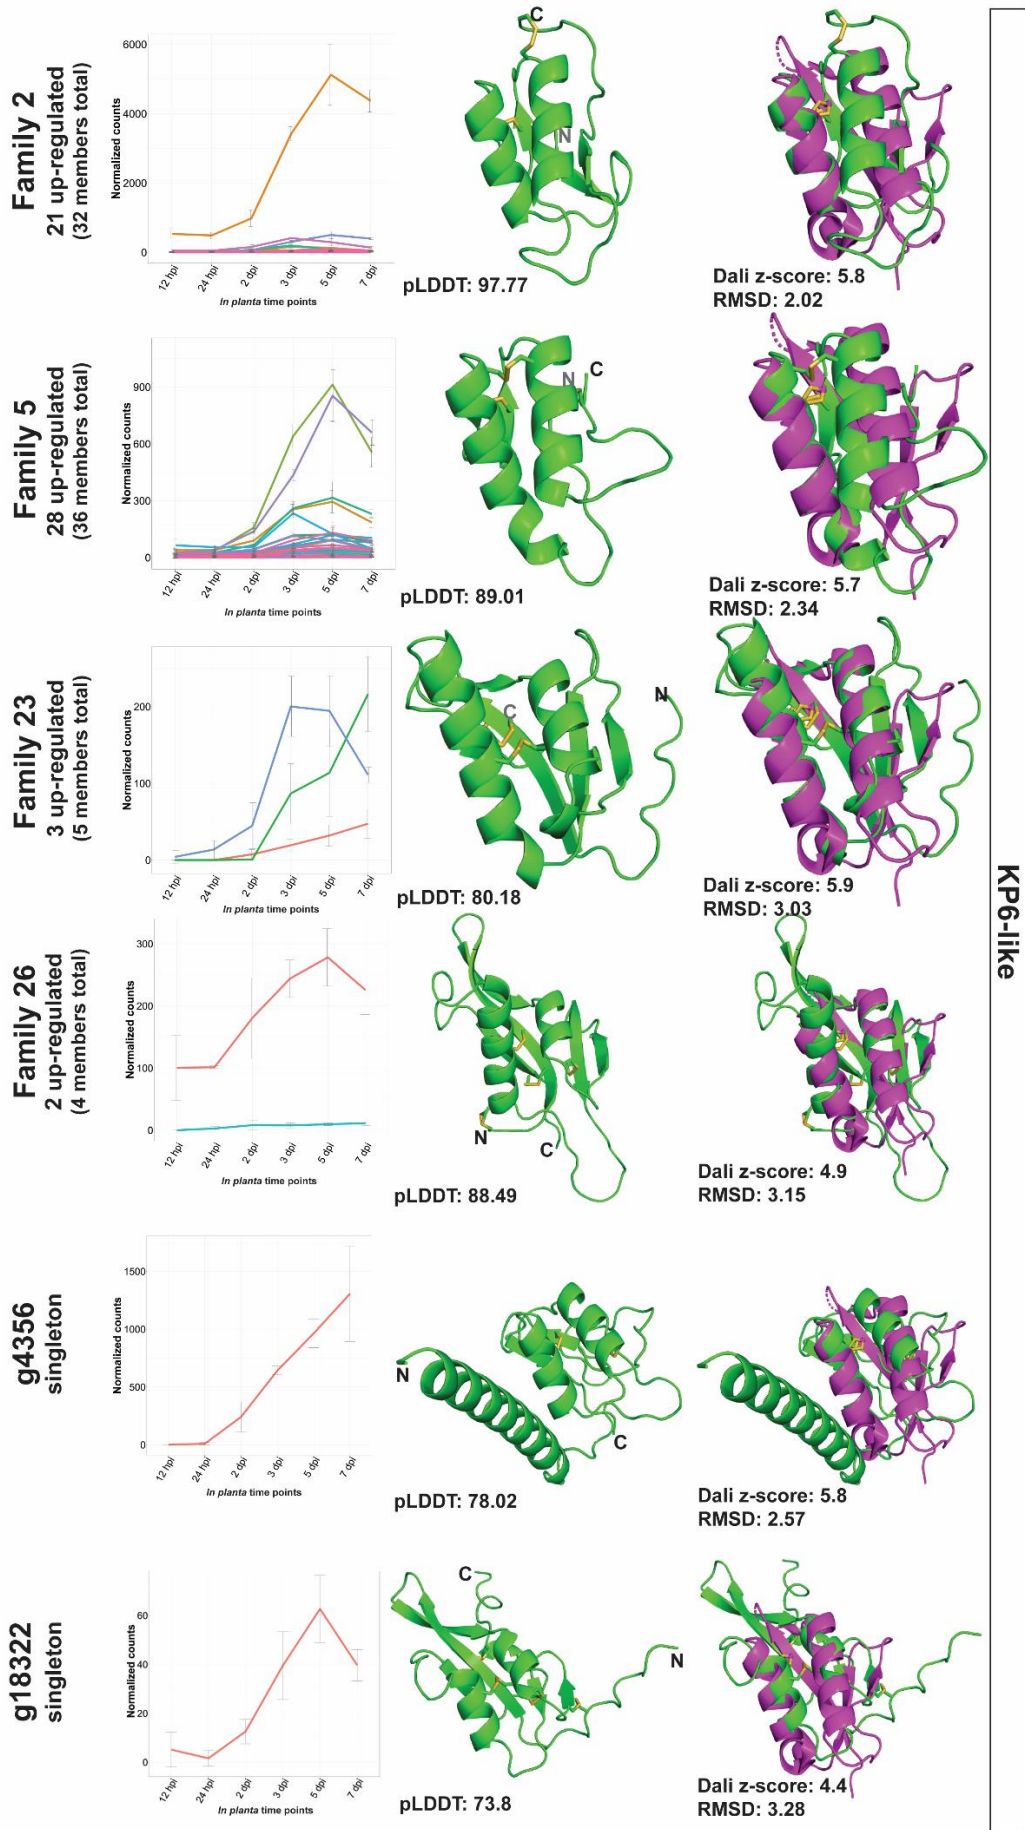 Family 2
21 up-regulated
(32 members total)
Normalized counts
6000
4000
2000
0
12 hpi
24 hpi
2 dpi
3 dpi
5 dpi
7 dpi
In planta time points
C
N
pLDDT: 97.77
Dali z-score: 5.8
RMSD: 2.02
Family 5
28 up-regulated
(36 members total)
Normalized counts
900
600
300
0
12 hpi
24 hpi
2 dpi
3 dpi
5 dpi
7 dpi
In planta time points
N
C
pLDDT: 89.01
Dali z-score: 5.7
RMSD: 2.34
Family 23
3 up-regulated
(5 members total)
Normalized counts
200
100
0
12 hpi
24 hpi
2 dpi
3 dpi
5 dpi
7 dpi
In planta time points
N
C
pLDDT: 80.18
Dali z-score: 5.9
RMSD: 3.03
Family 26
2 up-regulated
(4 members total)
Normalized counts
300
200
100
0
12 hpi
24 hpi
2 dpi
3 dpi
5 dpi
7 dpi
In planta time points
N
C
pLDDT: 88.49
Dali z-score: 4.9
RMSD: 3.15
g4356
singleton
Normalized counts
1500
1000
500
0
12 hpi
24 hpi
2 dpi
3 dpi
5 dpi
7 dpi
In planta time points
N
C
pLDDT: 78.02
Dali z-score: 5.8
RMSD: 2.57
g18322
singleton
Normalized counts
60
40
20
0
12 hpi
24 hpi
2 dpi
3 dpi
5 dpi
7 dpi
In planta time points
C
N
pLDDT: 73.8
Dali z-score: 4.4
RMSD: 3.28
KP6-like